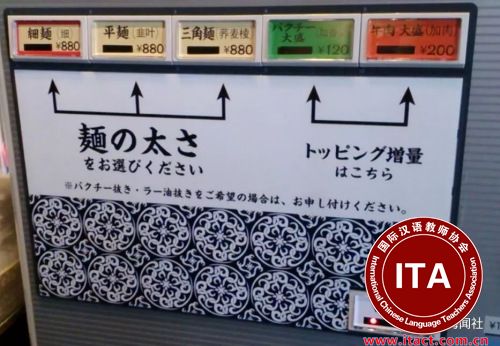 細麺(细)
¥880
平麺(韭叶)
¥880
三角麺(荞麦棱)
¥880
パクチー
大盛
¥120
牛肉大盛(加肉)
¥200
麺の太さ
をお選びください
トッピング増量
はこちら
※パクチー抜き・ラー油抜きをご希望の場合は、お申し付けください。
国际汉语教师协会
ITA
International Chinese Language Teachers Association
闻社
www.itact.com.cn